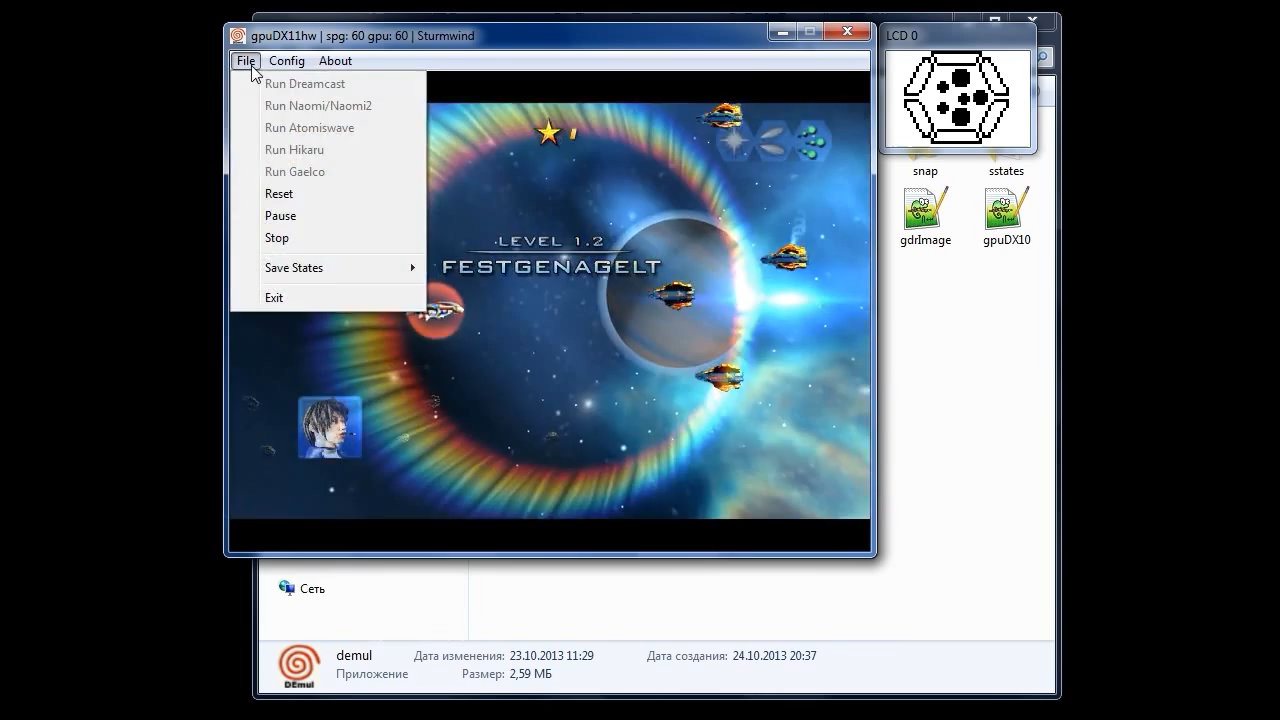 gpuDX11hw | spg: 60 gpu: 60 | Sturmwind
LCD 0
File Config About
Run Dreamcast
Run Naomi/Naomi2
Run Atomiswave
Run Hikaru
Run Gaelco
Reset
Pause
Stop
Save States
Exit
LEVEL 1.2
FESTGENAGELT
snap sstates
gdrImage gpuDX10
Сеть
demul Дата изменения: 23.10.2013 11:29 Дата создания: 24.10.2013 20:37
Приложение Размер: 2,59 МБ
DEmul